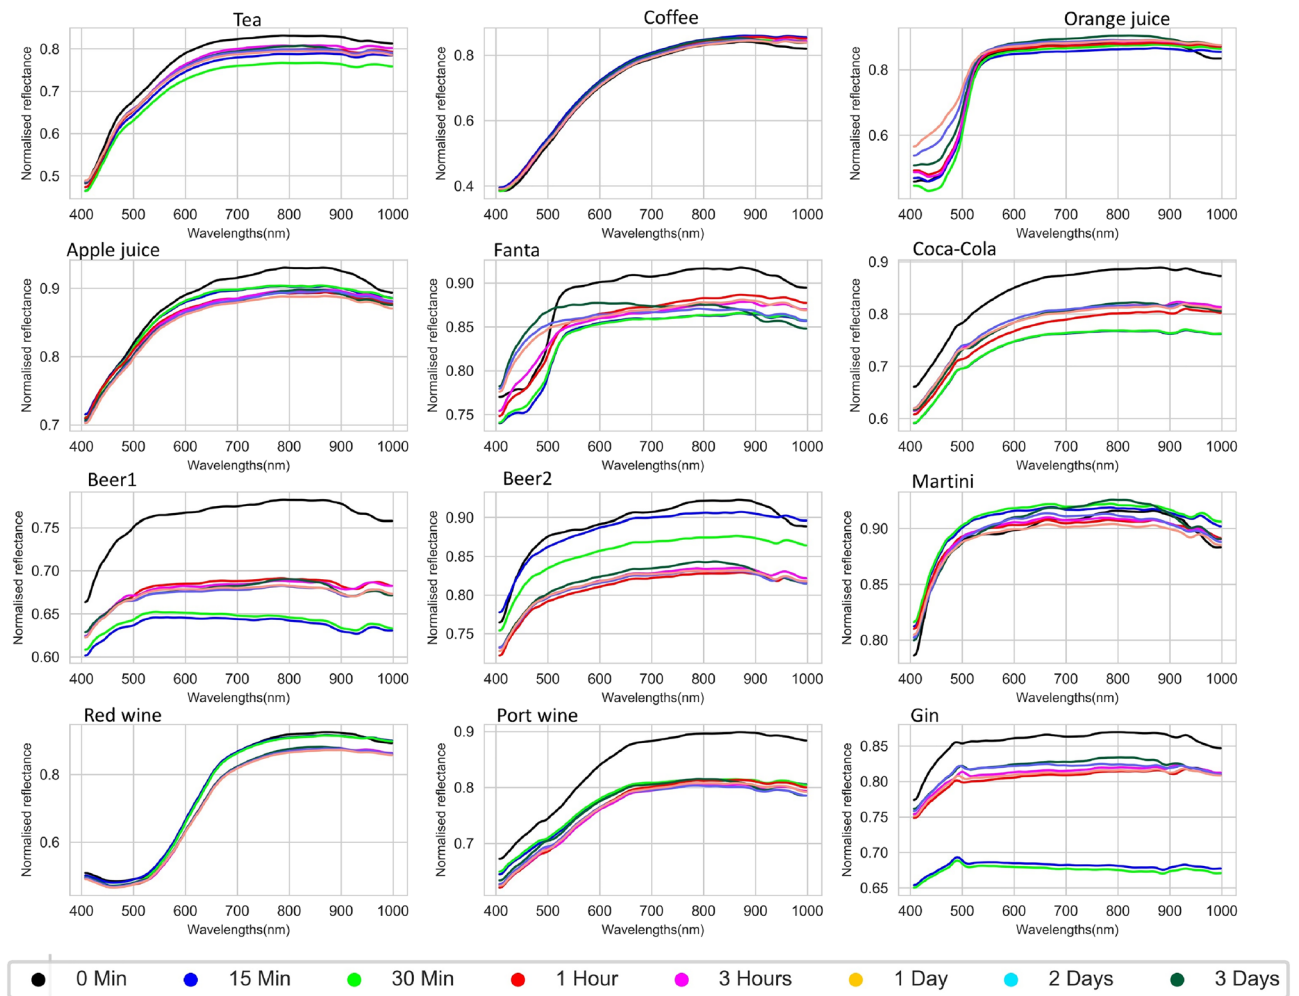 Tea
Coffee
Orange juice
Normalised reflectance
0.8
0.7
0.6
0.5
400 500 600 700 800 900 1000
Wavelengths(nm)
Normalised reflectance
0.8
0.6
0.4
400 500 600 700 800 900 1000
Wavelengths(nm)
Normalised reflectance
0.8
0.6
400 500 600 700 800 900 1000
Wavelengths(nm)
Apple juice
Fanta
Coca-Cola
Normalised reflectance
0.9
0.8
0.7
400 500 600 700 800 900 1000
Wavelengths(nm)
Normalised reflectance
0.90
0.85
0.80
0.75
400 500 600 700 800 900 1000
Wavelengths(nm)
Normalised reflectance
0.9
0.8
0.7
0.6
400 500 600 700 800 900 1000
Wavelengths(nm)
Beer1
Beer2
Martini
Normalised reflectance
0.75
0.70
0.65
0.60
400 500 600 700 800 900 1000
Wavelengths(nm)
Normalised reflectance
0.90
0.85
0.80
0.75
400 500 600 700 800 900 1000
Wavelengths(nm)
Normalised reflectance
0.90
0.85
0.80
400 500 600 700 800 900 1000
Wavelengths(nm)
Red wine
Port wine
Gin
Normalised reflectance
0.8
0.6
400 500 600 700 800 900 1000
Wavelengths(nm)
Normalised reflectance
0.9
0.8
0.7
400 500 600 700 800 900 1000
Wavelengths(nm)
Normalised reflectance
0.85
0.80
0.75
0.70
0.65
400 500 600 700 800 900 1000
Wavelengths(nm)
0 Min 15 Min 30 Min 1 Hour 3 Hours 1 Day 2 Days 3 Days